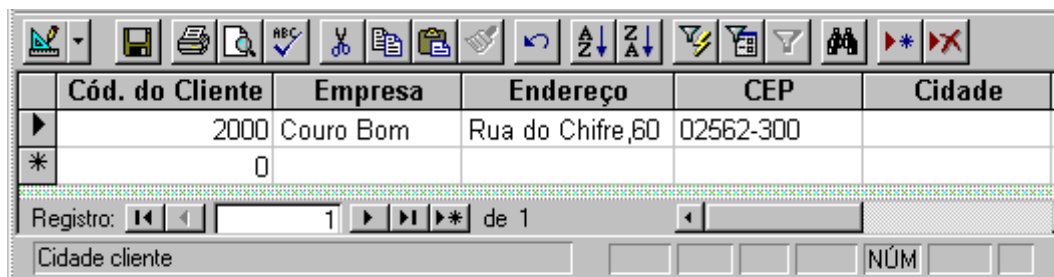 ABC A Z Z A
Cód. do Cliente Empresa Endereço CEP Cidade
2000 Couro Bom Rua do Chifre,60 02562-300
0
Registro: 1 de 1
Cidade cliente NÚM